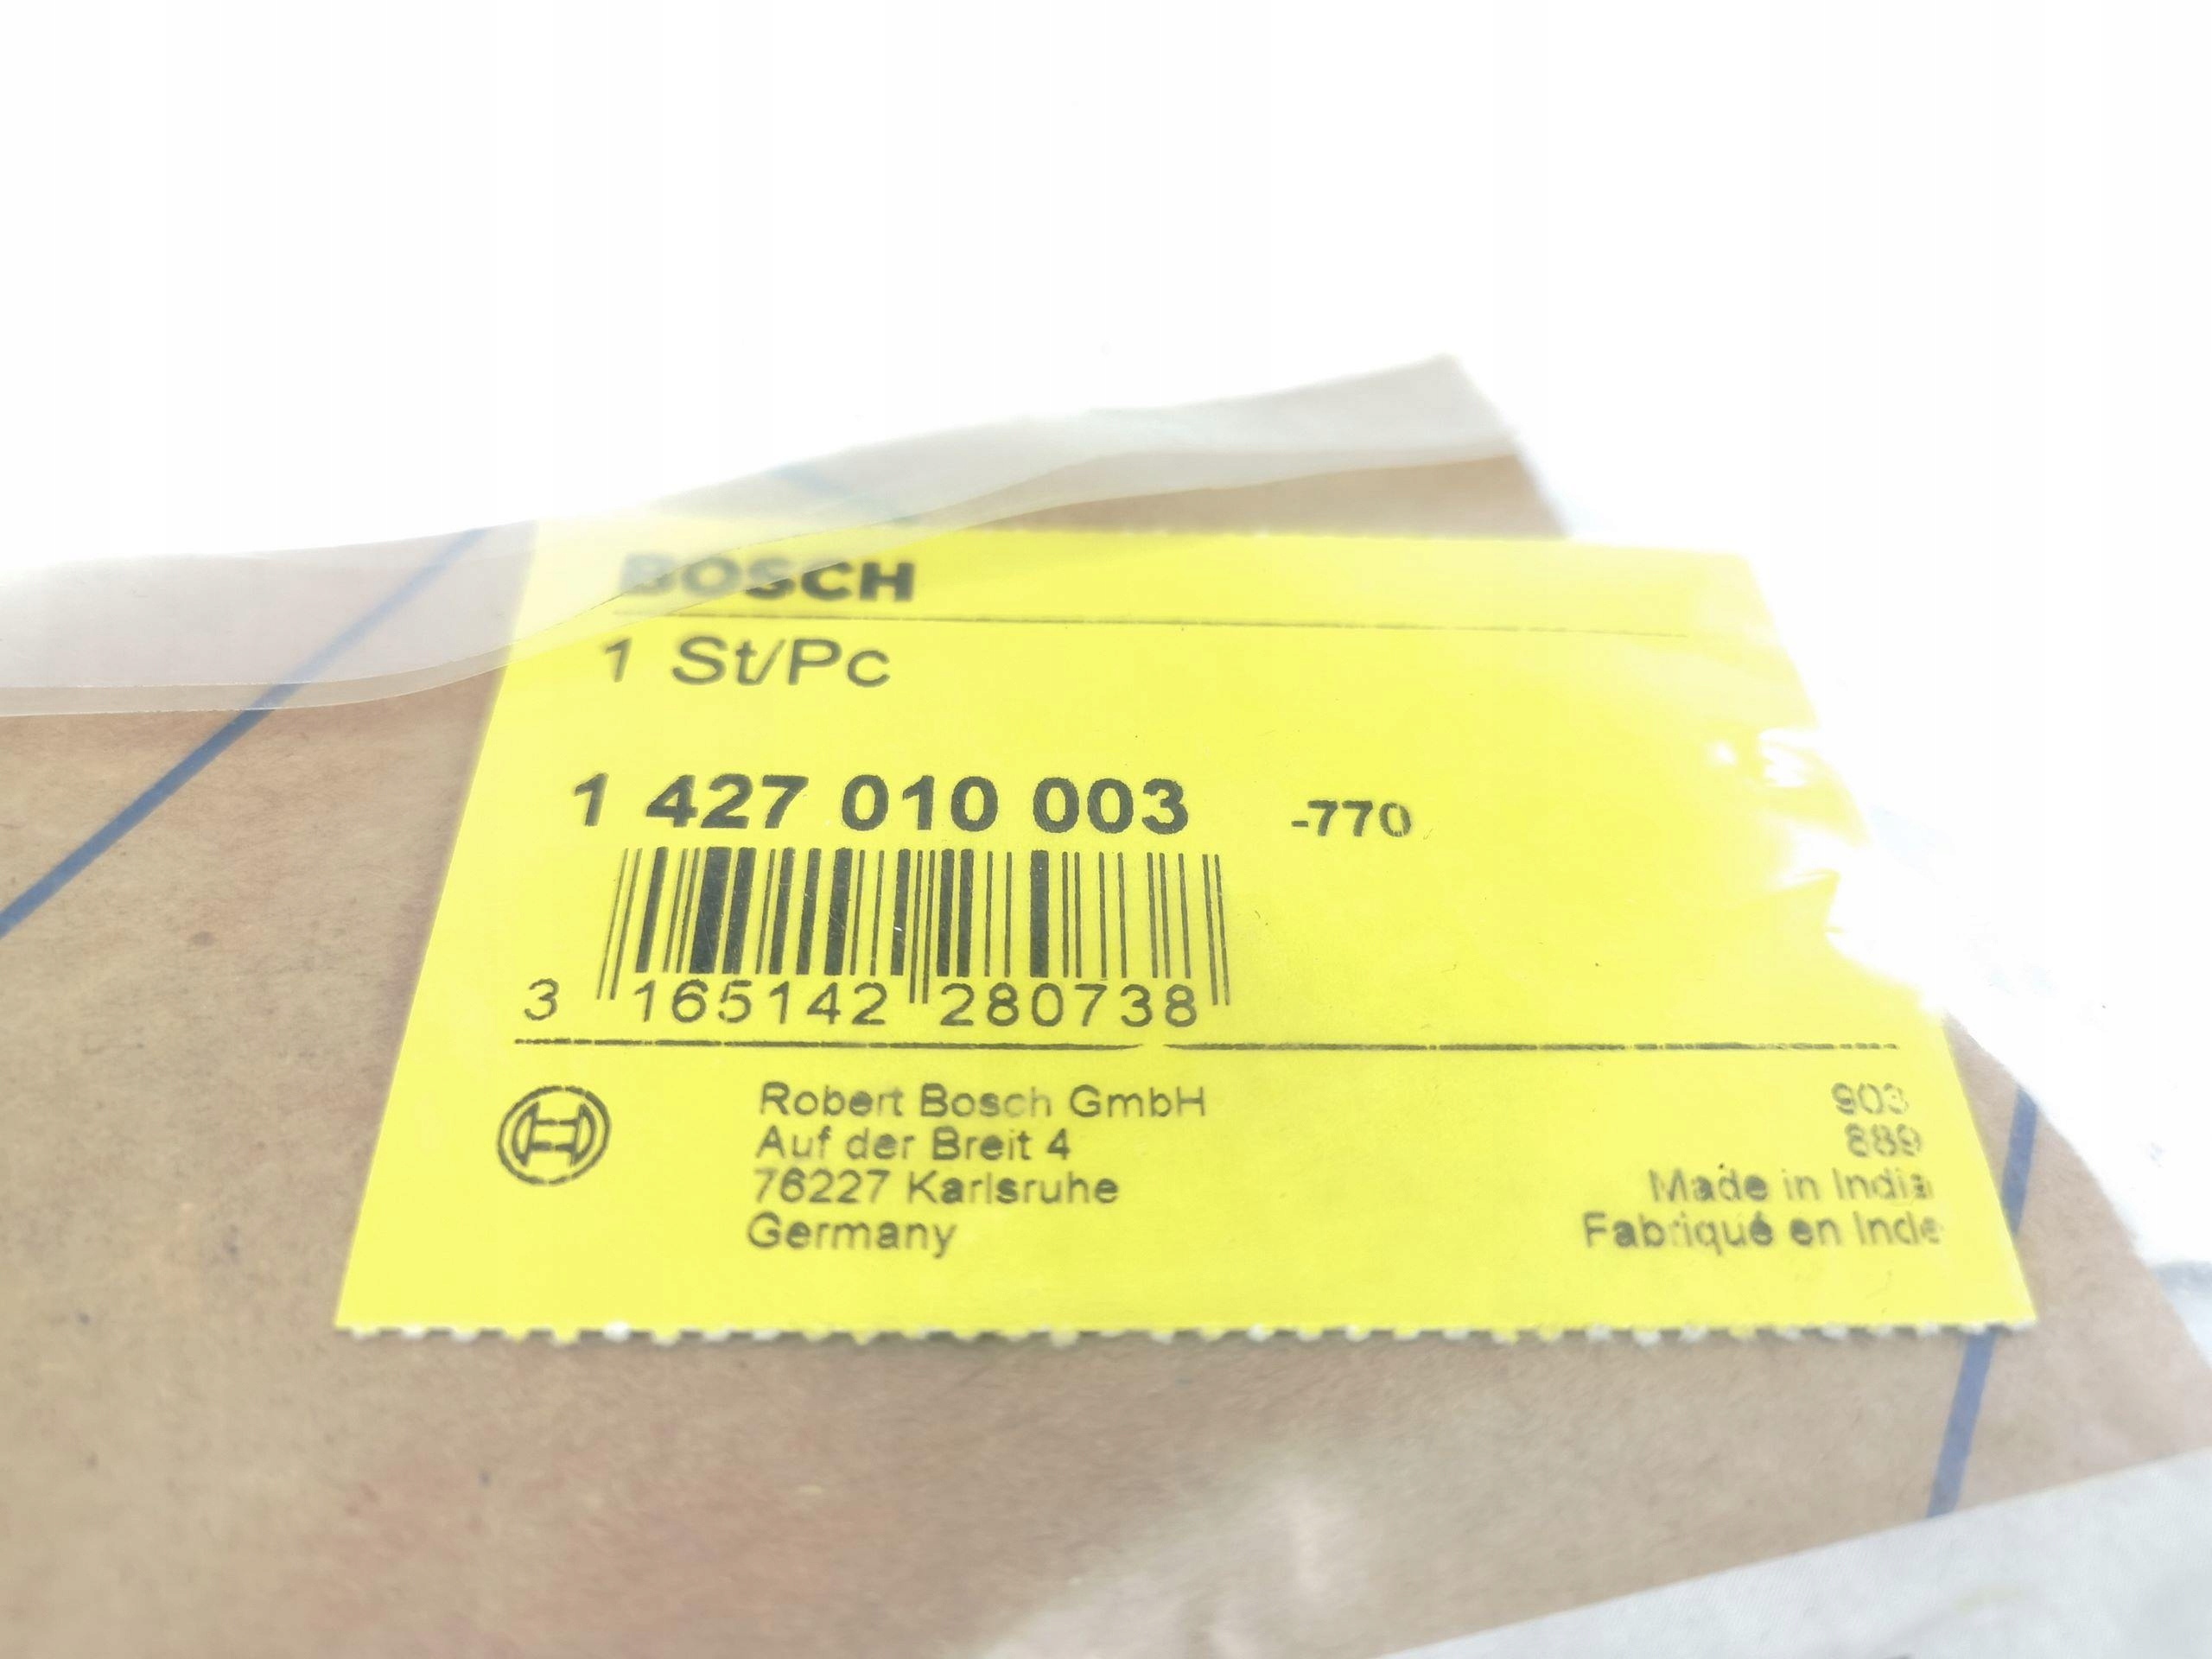 BOSCH
1 St/Pc
1 427 010 003 -770
3 165142 280738
Robert Bosch GmbH
Auf der Breit 4
76227 Karlsruhe
Germany
903
889
Made in India
Fabriqué en Inde